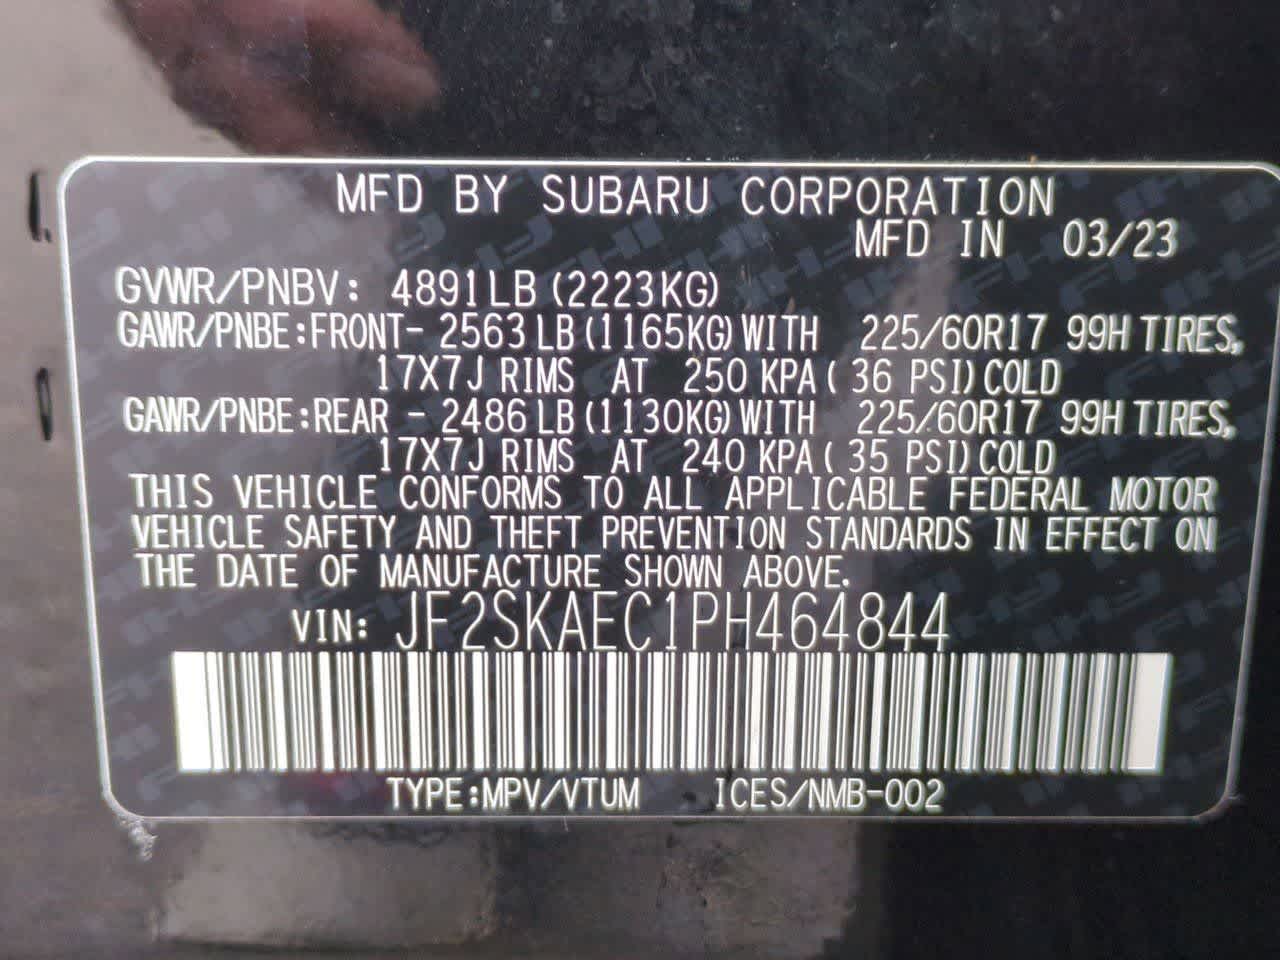 MFD BY SUBARU CORPORATION
MFD IN 03/23
GVWR/PNBV: 4891LB (2223KG)
GAWR/PNBE:FRONT- 2563 LB (1165KG) WITH 225/60R17 99H TIRES,
17X7J RIMS AT 250 KPA( 36 PSI) COLD
GAWR/PNBE:REAR - 2486 LB (1130KG) WITH 225/60R17 99H TIRES,
17X7J RIMS AT 240 KPA( 35 PSI) COLD
THIS VEHICLE CONFORMS TO ALL APPLICABLE FEDERAL MOTOR
VEHICLE SAFETY AND THEFT PREVENTION STANDARDS IN EFFECT ON
THE DATE OF MANUFACTURE SHOWN ABOVE.
VIN: JF2SKAEC1PH464844
TYPE:MPV/VTUM ICES/NMB-002